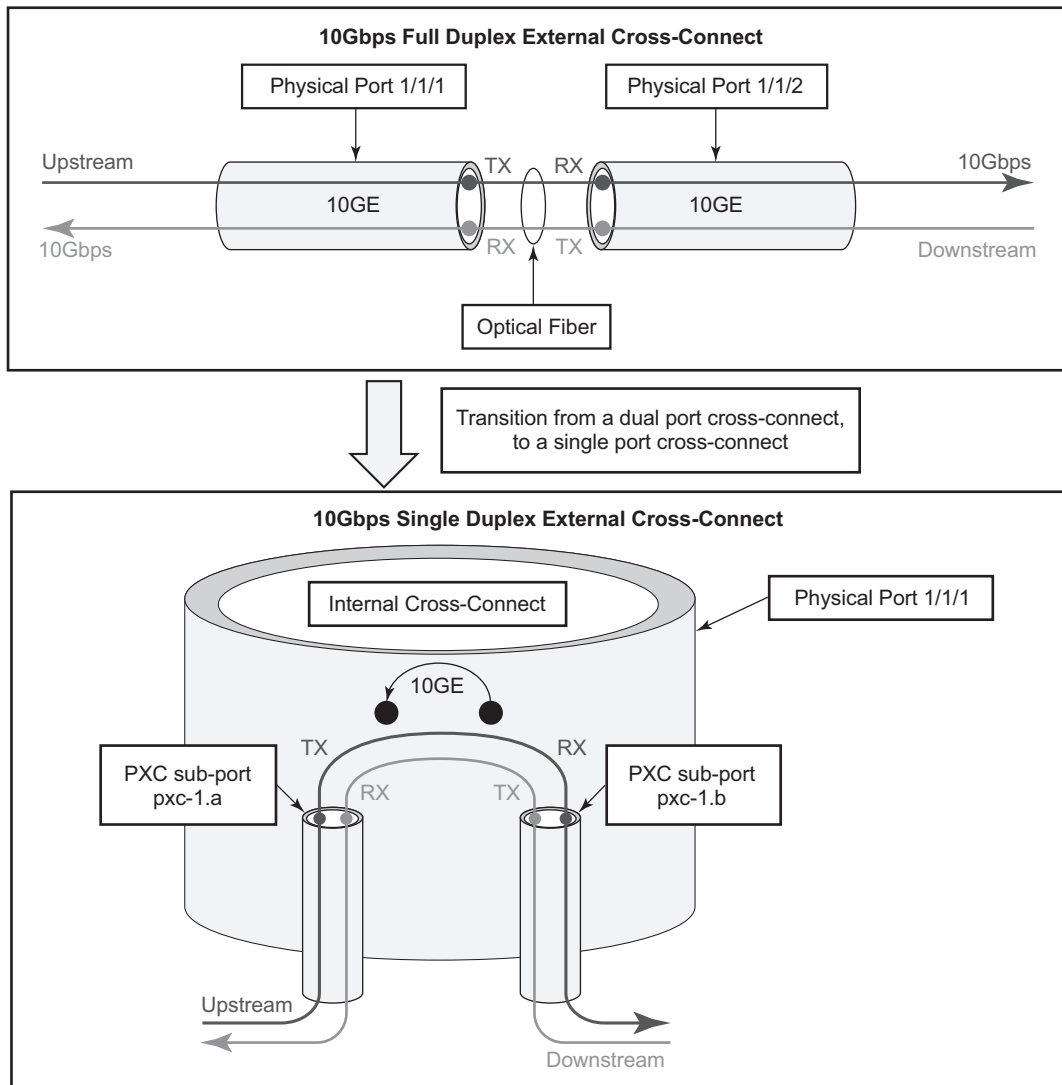 10Gbps Full Duplex External Cross-Connect
Physical Port 1/1/1
Physical Port 1/1/2
Upstream
TX
RX
10Gbps
10GE
10GE
10Gbps
RX
TX
Downstream
Optical Fiber
Transition from a dual port cross-connect,
to a single port cross-connect
10Gbps Single Duplex External Cross-Connect
Internal Cross-Connect
Physical Port 1/1/1
10GE
TX
RX
PXC sub-port
pxc-1.a
RX
TX
PXC sub-port
pxc-1.b
Upstream
Downstream